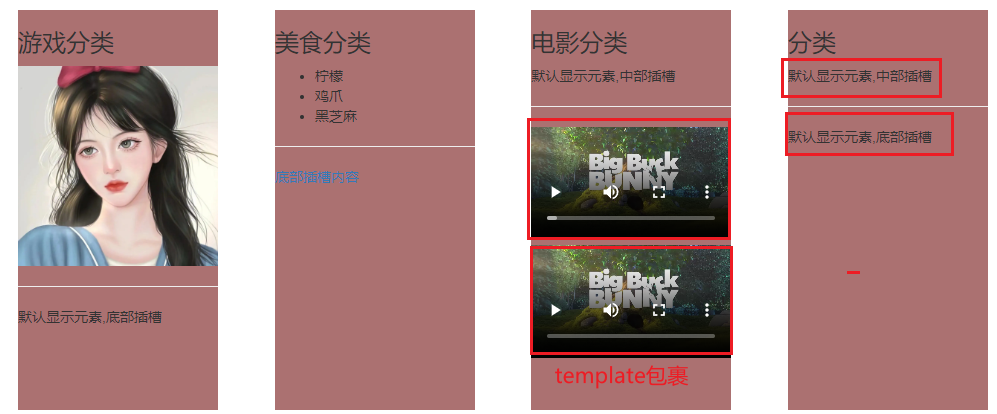 游戏分类
默认显示元素,底部插槽
美食分类
柠檬
鸡爪
黑芝麻
底部插槽内容
电影分类
默认显示元素,中部插槽
Big Buck
BUNNY
Big Buck
BUNNY
template包裹
分类
默认显示元素,中部插槽
默认显示元素,底部插槽